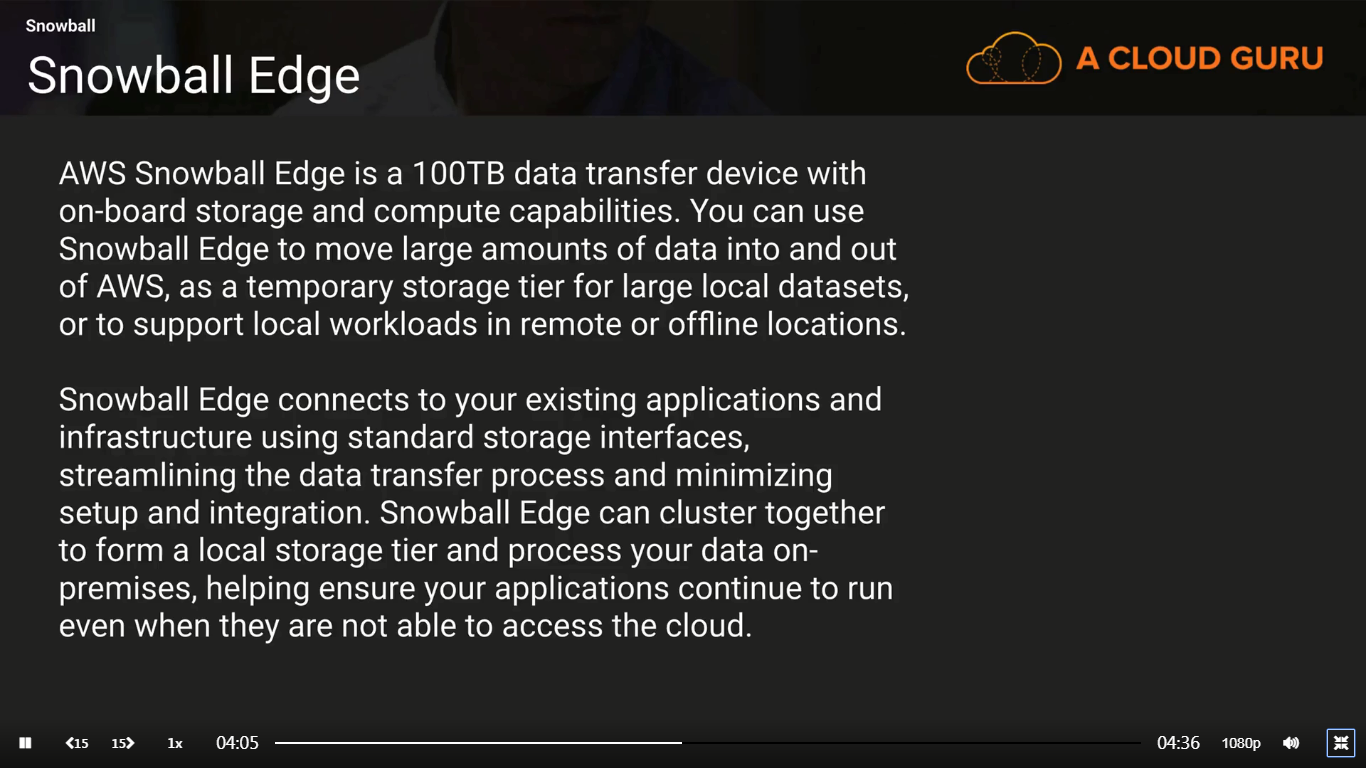 Snowball
Snowball Edge
A CLOUD GURU
AWS Snowball Edge is a 100TB data transfer device with
on-board storage and compute capabilities. You can use
Snowball Edge to move large amounts of data into and out
of AWS, as a temporary storage tier for large local datasets,
or to support local workloads in remote or offline locations.
Snowball Edge connects to your existing applications and
infrastructure using standard storage interfaces,
streamlining the data transfer process and minimizing
setup and integration. Snowball Edge can cluster together
to form a local storage tier and process your data on-
premises, helping ensure your applications continue to run
even when they are not able to access the cloud.
15 15 1x 04:05 04:36 1080p